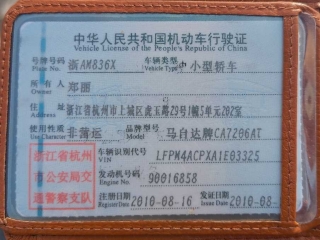 中华人民共和国机动车行驶证
Vehicle License of the People's Republic of China
号牌号码 浙AM836X 车辆类型 中小型轿车
Plate No. Vehicle Type
所有人 郑丽
Owner
住址 浙江省杭州市上城区虎玉路29号1幢5单元202室
Address
使用性质 非营运 品牌型号 马自达牌CA7206AT
Use Character Model
浙江省杭州 车辆识别代号 LFPM4ACPXA1E03325
VIN
市公安局交 发动机号码 90016858
Engine No.
通警察支队 注册日期 2010-08-16 发证日期 2010-08-
Register Date Issue Date